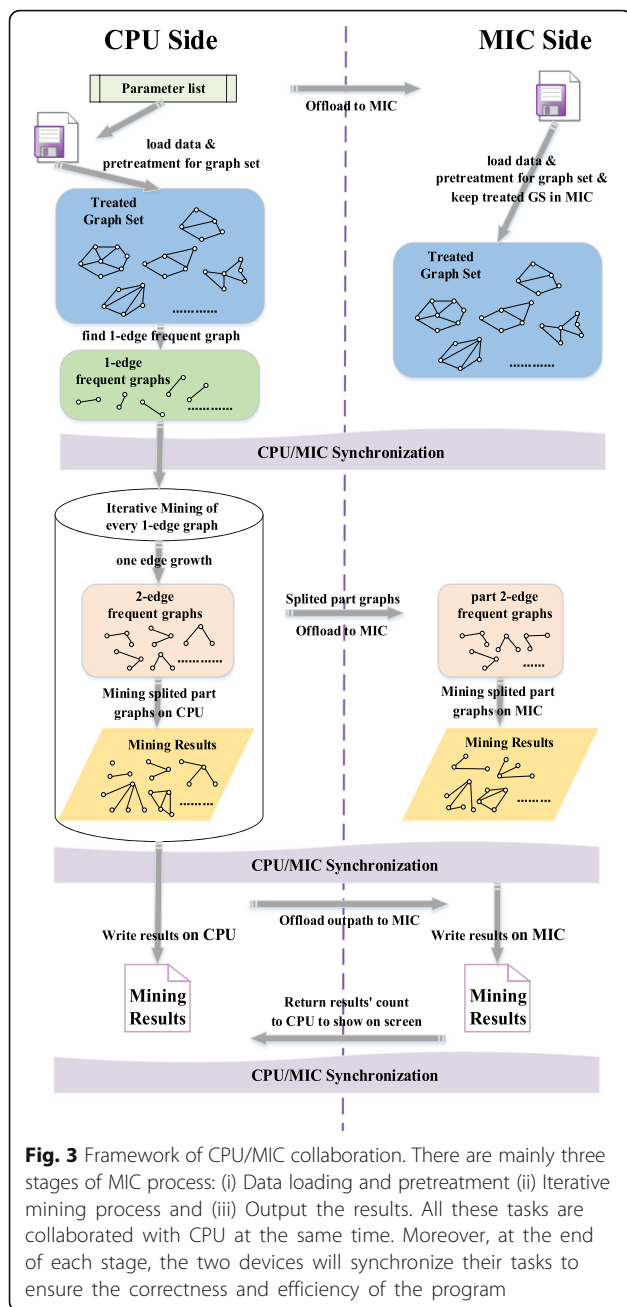 CPU Side
MIC Side
Parameter list
Offload to MIC
load data &
pretreatment for graph set
load data &
pretreatment for graph set &
keep treated GS in MIC
Treated
Graph Set
…………
Treated
Graph Set
…………
find 1-edge frequent graph
1-edge
frequent graphs
…………
CPU/MIC Synchronization
Iterative Mining of
every 1-edge graph
one edge growth
2-edge
frequent graphs
…………
Splited part graphs
Offload to MIC
part 2-edge
frequent graphs
……
Mining splited part
graphs on CPU
Mining splited part
graphs on MIC
Mining Results
………
Mining Results
………
CPU/MIC Synchronization
Offload outpath to MIC
Write results on CPU
Write results on MIC
Mining
Results
Mining
Results
Return results' count
to CPU to show on screen
CPU/MIC Synchronization
Fig. 3 Framework of CPU/MIC collaboration. There are mainly three
stages of MIC process: (i) Data loading and pretreatment (ii) Iterative
mining process and (iii) Output the results. All these tasks are
collaborated with CPU at the same time. Moreover, at the end
of each stage, the two devices will synchronize their tasks to
ensure the correctness and efficiency of the program